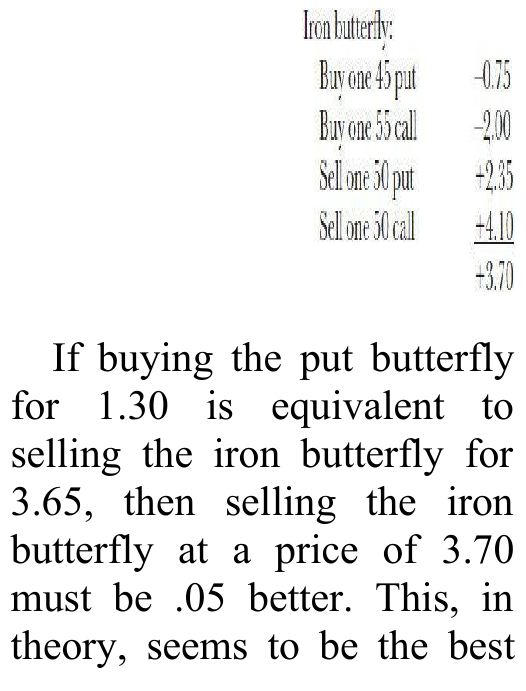 Iron butterfly:
Buy one 45 put –0.75
Buy one 55 call –2.00
Sell one 50 put +2.35
Sell one 50 call +4.10
+3.70
If buying the put butterfly
for 1.30 is equivalent to
selling the iron butterfly for
3.65, then selling the iron
butterfly at a price of 3.70
must be .05 better. This, in
theory, seems to be the best